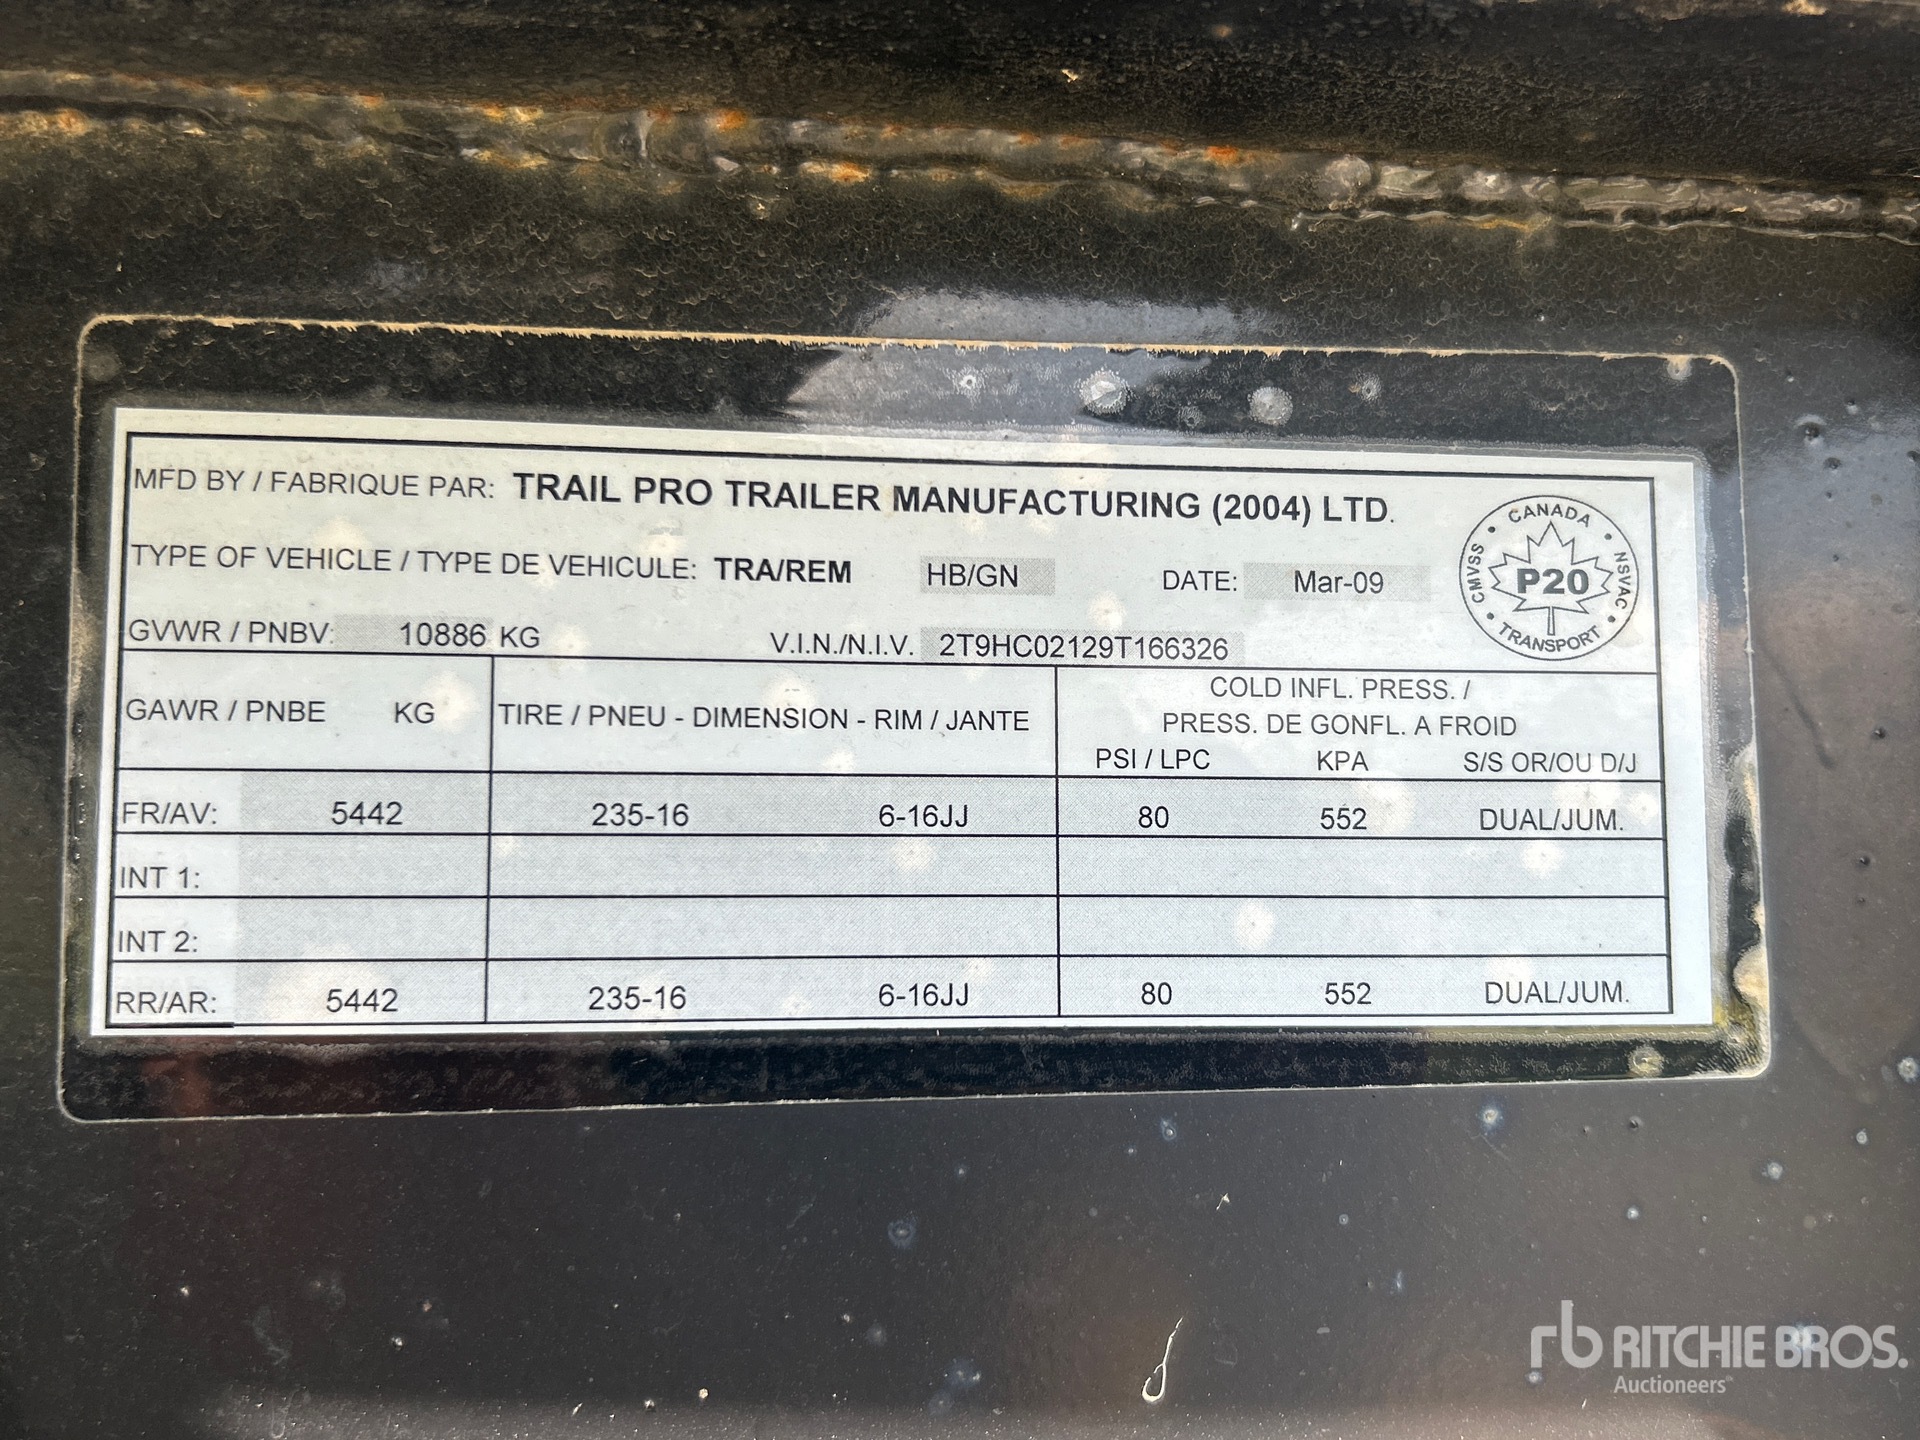 MFD BY / FABRIQUE PAR: TRAIL PRO TRAILER MANUFACTURING (2004) LTD.
TYPE OF VEHICLE / TYPE DE VEHICULE: TRA/REM HB/GN DATE: Mar-09
GVWR / PNBV: 10886 KG V.I.N./N.I.V. 2T9HC02129T166326
CANADA
CMVSS P20 NSVAC
TRANSPORT
GAWR / PNBE KG TIRE / PNEU - DIMENSION - RIM / JANTE COLD INFL. PRESS. /
PRESS. DE GONFL. A FROID
PSI / LPC KPA S/S OR/OU D/J
FR/AV: 5442 235-16 6-16JJ 80 552 DUAL/JUM.
INT 1:
INT 2:
RR/AR: 5442 235-16 6-16JJ 80 552 DUAL/JUM.
rb RITCHIE BROS.
Auctioneers